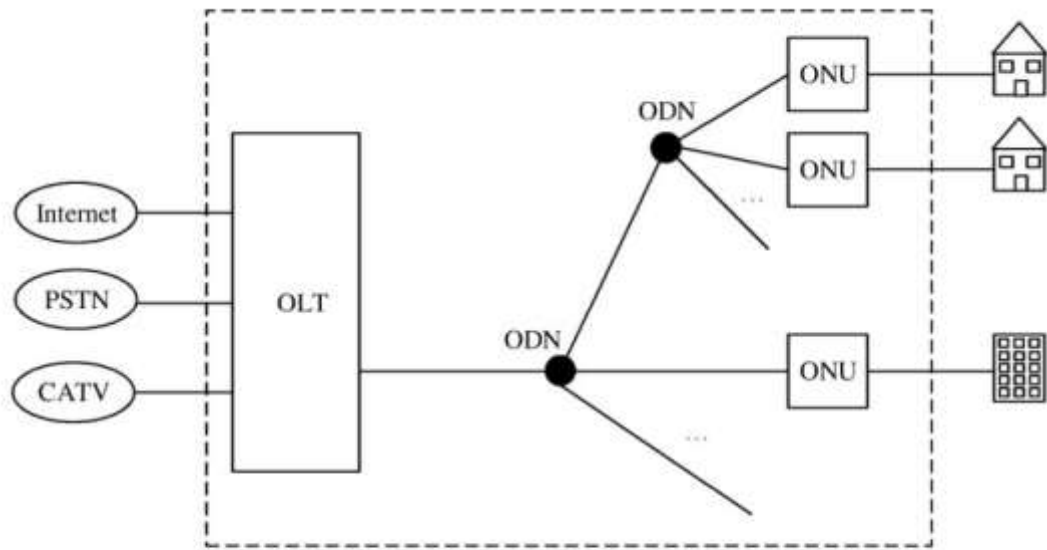 ONU
ODN
ONU
...
Internet
PSTN
OLT
ODN
ONU
CATV
...